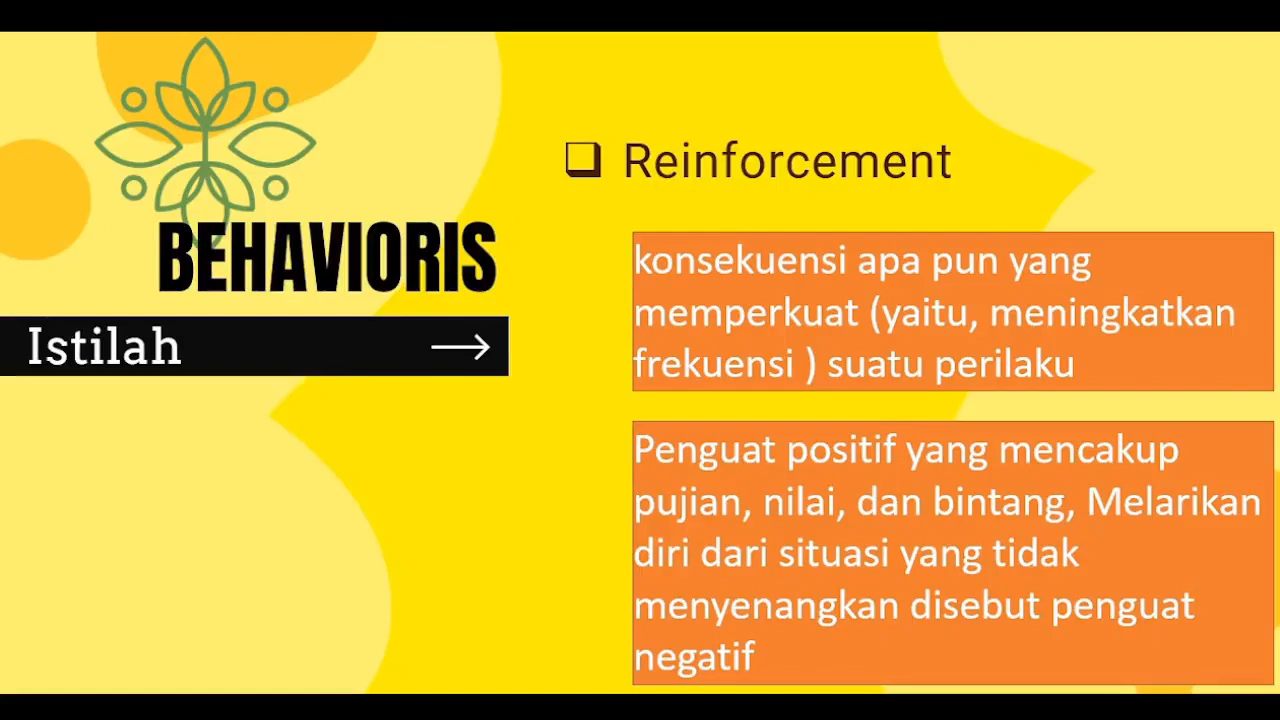 BEHAVIORIS
Istilah
Reinforcement
konsekuensi apa pun yang
memperkuat (yaitu, meningkatkan
frekuensi ) suatu perilaku
Penguat positif yang mencakup
pujian, nilai, dan bintang, Melarikan
diri dari situasi yang tidak
menyenangkan disebut penguat
negatif